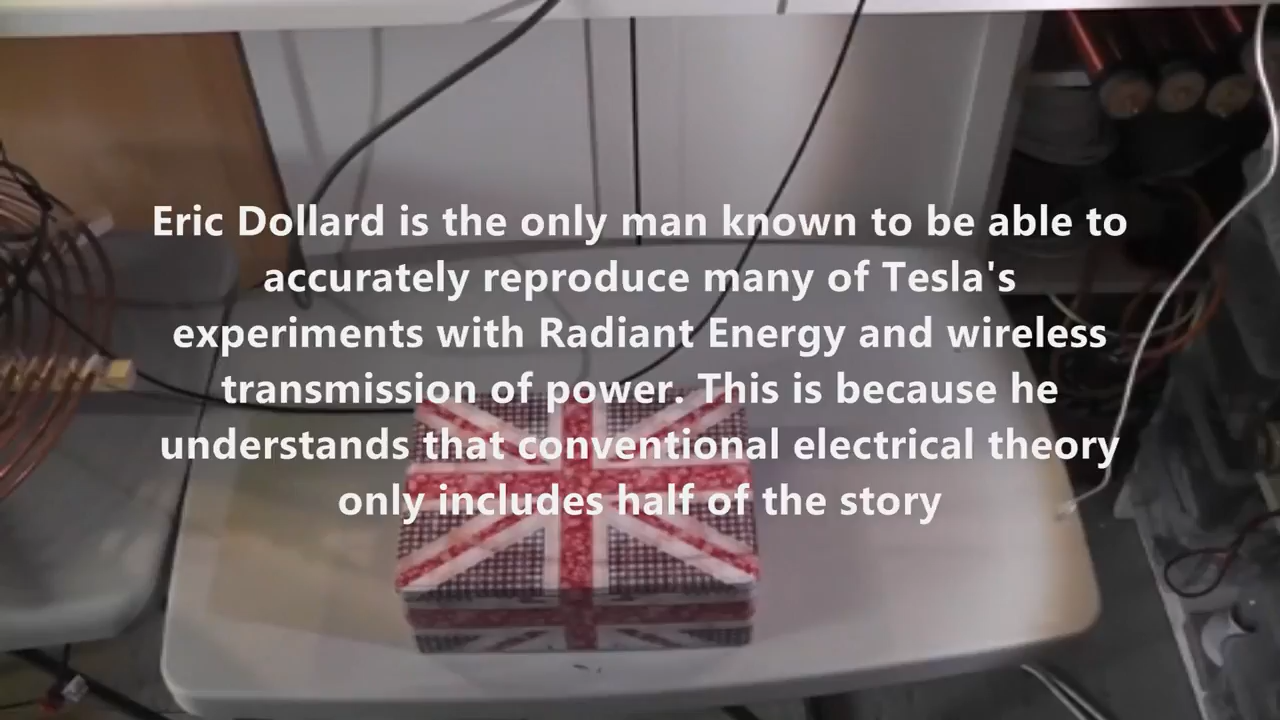 Eric Dollard is the only man known to be able to
accurately reproduce many of Tesla's
experiments with Radiant Energy and wireless
transmission of power. This is because he
understands that conventional electrical theory
only includes half of the story